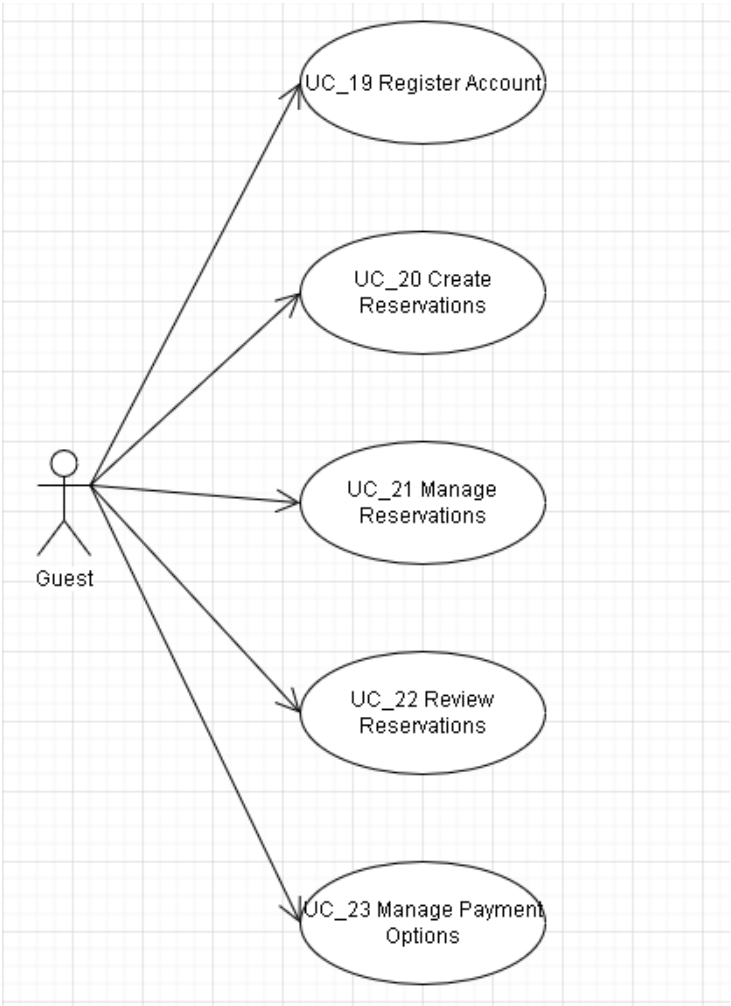 UC_19 Register Account
UC_20 Create
Reservations
UC_21 Manage
Reservations
Guest
UC_22 Review
Reservations
UC_23 Manage Payment
Options